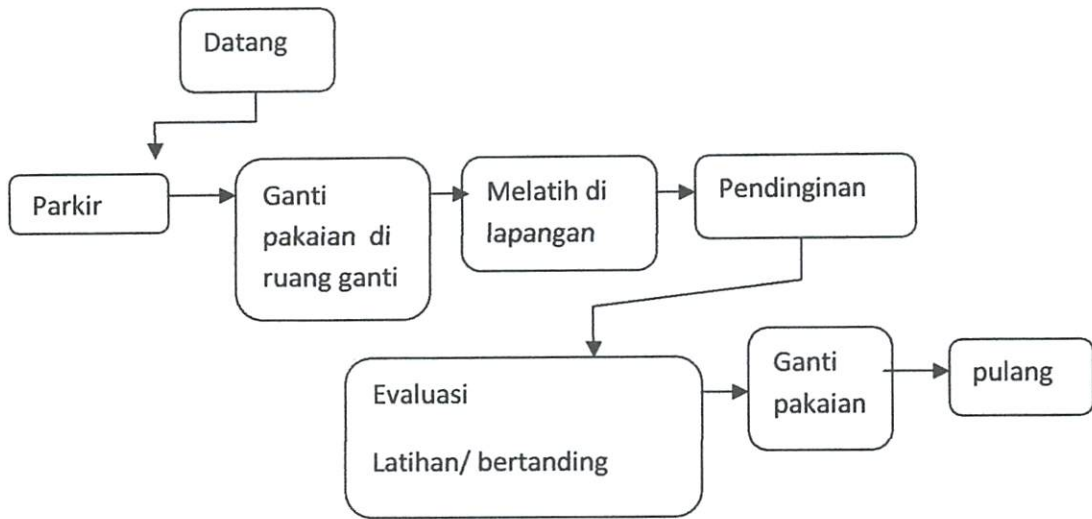 Datang
Parkir
Ganti
pakaian di
ruang ganti
Melatih di
lapangan
Pendinginan
Evaluasi
Latihan/ bertanding
Ganti
pakaian
pulang